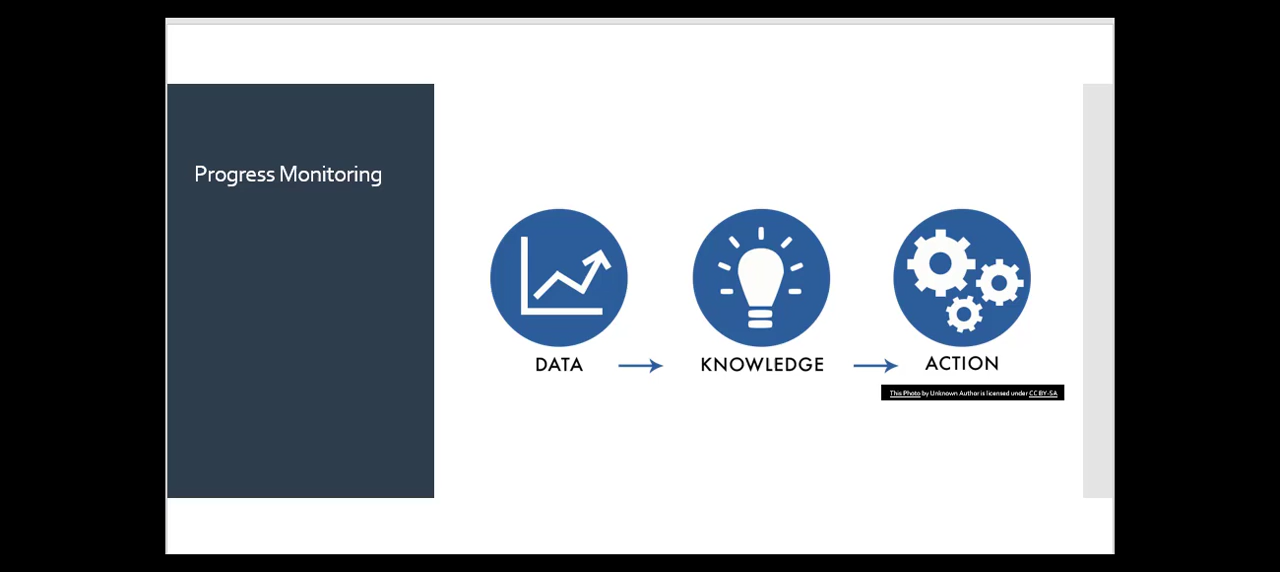 Progress Monitoring
DATA
KNOWLEDGE
ACTION
This Photo by Unknown Author is licensed under CC BY-SA